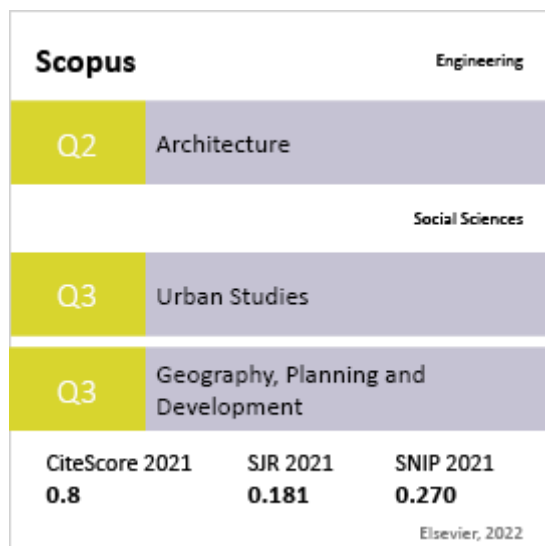 Scopus Engineering
Q2 Architecture
Social Sciences
Q3 Urban Studies
Q3 Geography, Planning and
Development
CiteScore 2021 SJR 2021 SNIP 2021
0.8 0.181 0.270
Elsevier, 2022